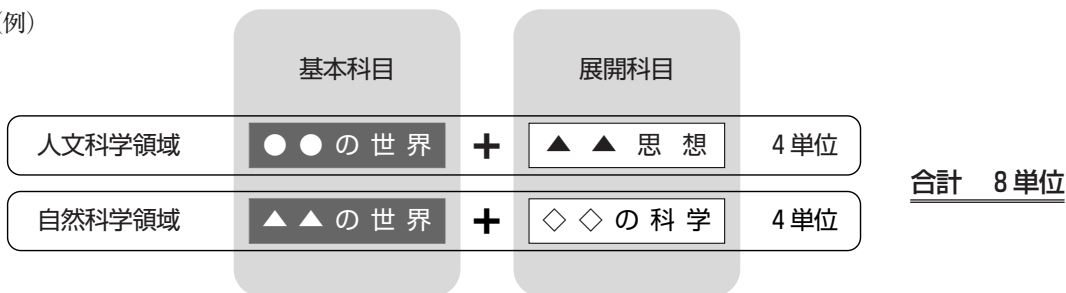 (例)
基本科目 展開科目
人文科学領域 ●●の世界 + ▲▲思想 4単位
合計 8単位
自然科学領域 ▲▲の世界 + ◇◇の科学 4単位